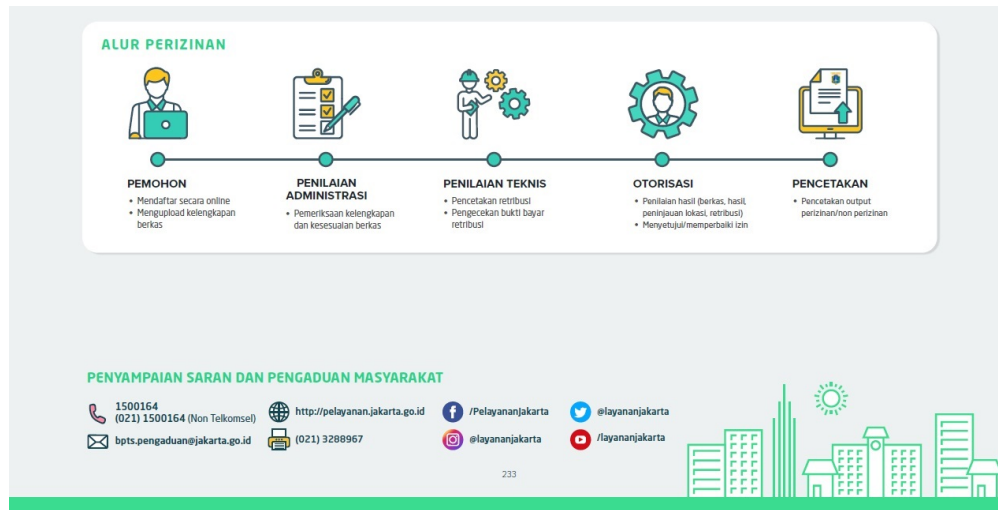 ALUR PERIZINAN
PEMOHON
• Mendaftar secara online
• Mengupload kelengkapan
berkas
PENILAIAN
ADMINISTRASI
• Pemeriksaan kelengkapan
dan kesesuaian berkas
PENILAIAN TEKNIS
• Pencetakan retribusi
• Pengecekan bukti bayar
retribusi
OTORISASI
• Penilaian hasil (berkas, hasil,
peninjauan lokasi, retribusi)
• Menyetujui/memperbaiki izin
PENCETAKAN
• Pencetakan output
perizinan/non perizinan
PENYAMPAIAN SARAN DAN PENGADUAN MASYARAKAT
1500164
(021) 1500164 (Non Telkomsel)
bpts.pengaduan@jakarta.go.id
http://pelayanan.jakarta.go.id
(021) 3288967
/PelayananJakarta
@layananjakarta
@layananjakarta
/layananjakarta
233